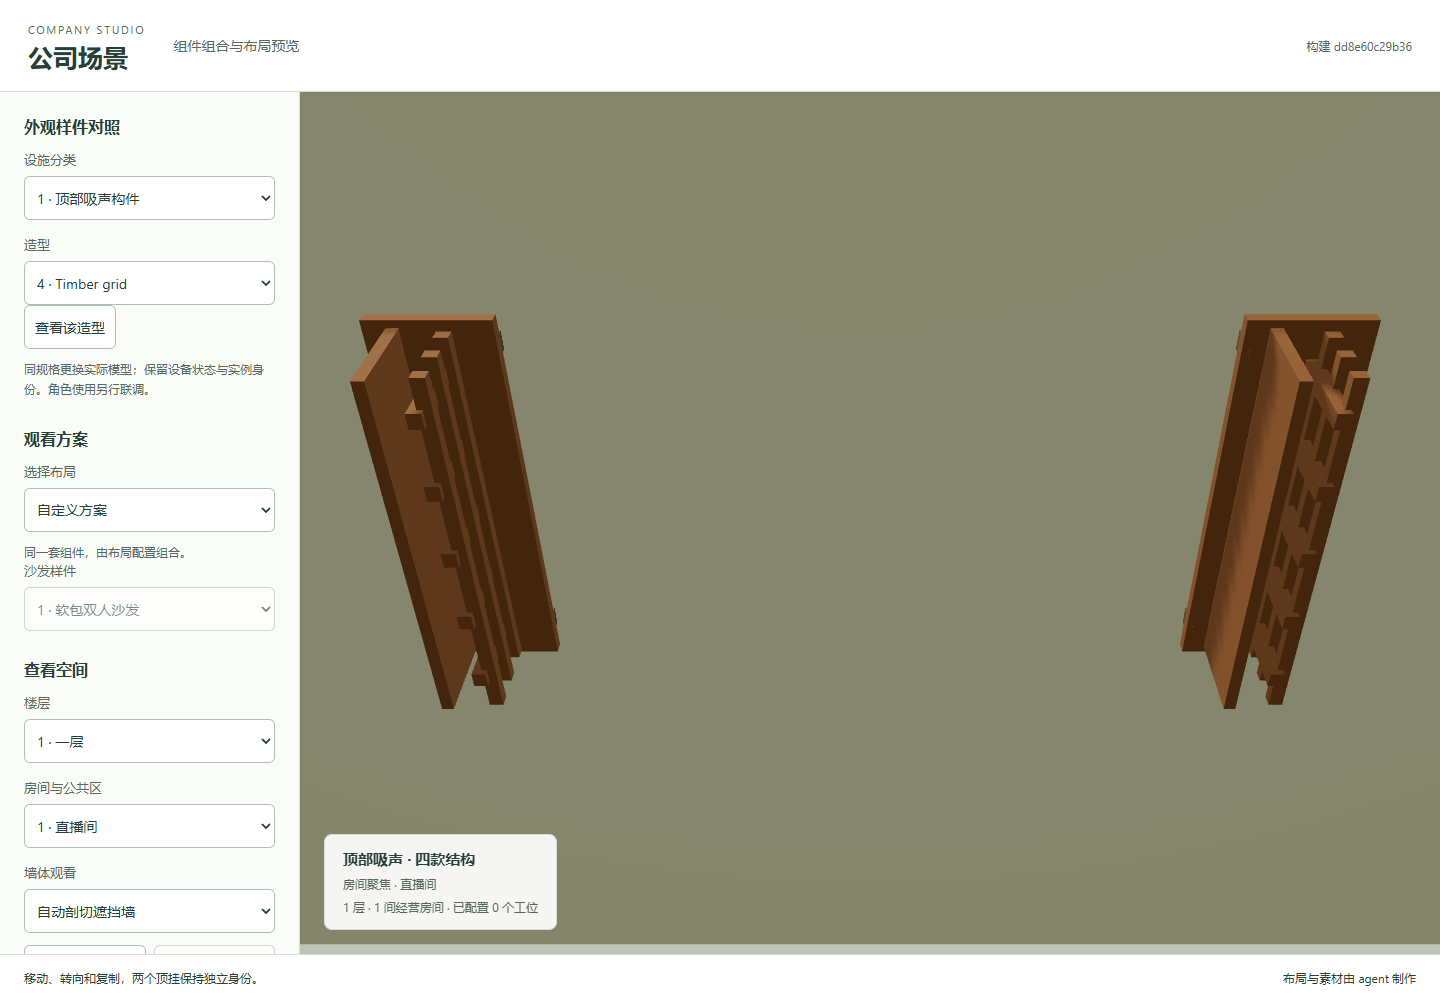 COMPANY STUDIO
公司场景
组件组合与布局预览
构建 dd8e60c29b36
外观样件对照
设施分类
1 · 顶部吸声构件
造型
4 · Timber grid
查看该造型
同规格更换实际模型；保留设备状态与实例身
份。角色使用另行联调。
观看方案
选择布局
自定义方案
同一套组件，由布局配置组合。
沙发样件
1 · 软包双人沙发
查看空间
楼层
1 · 一层
房间与公共区
1 · 直播间
墙体观看
自动剖切遮挡墙
顶部吸声 · 四款结构
房间聚焦 · 直播间
1 层 · 1 间经营房间 · 已配置 0 个工位
移动、转向和复制，两个顶挂保持独立身份。
布局与素材由 agent 制作